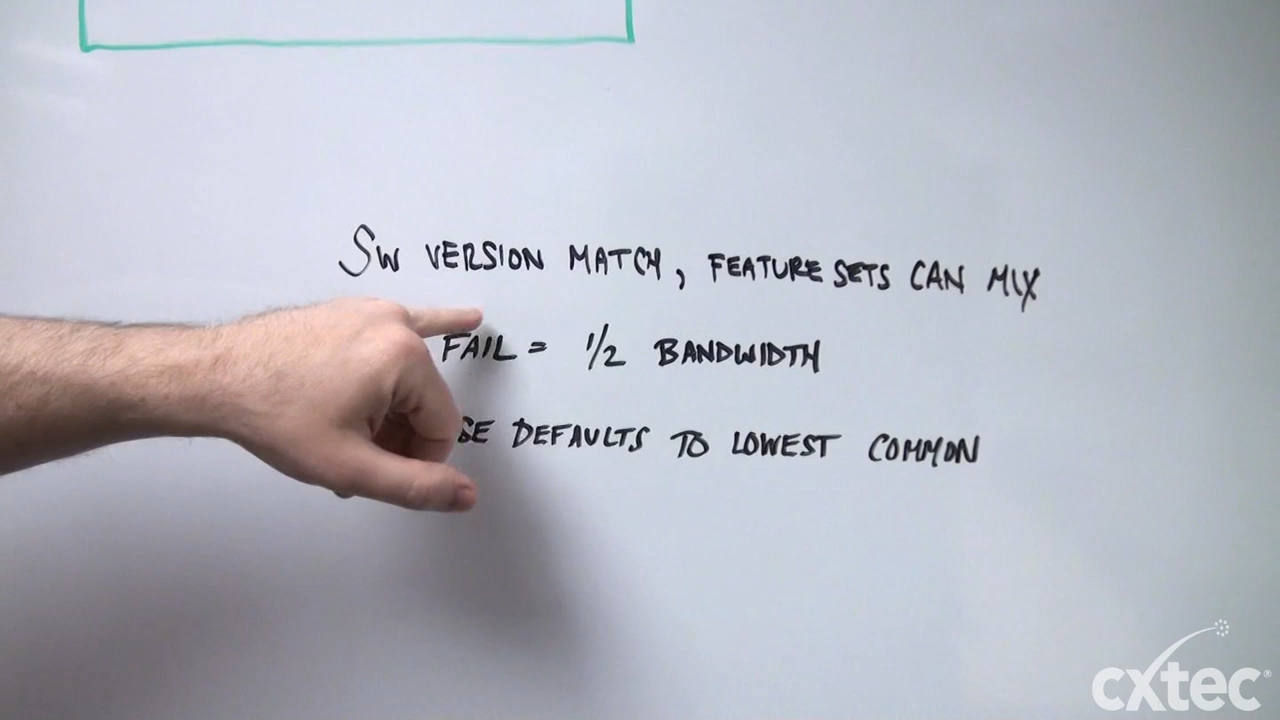 SW VERSION MATCH, FEATURE SETS CAN MIX
FAIL = 1/2 BANDWIDTH
DEFAULTS TO LOWEST COMMON
cxtec®